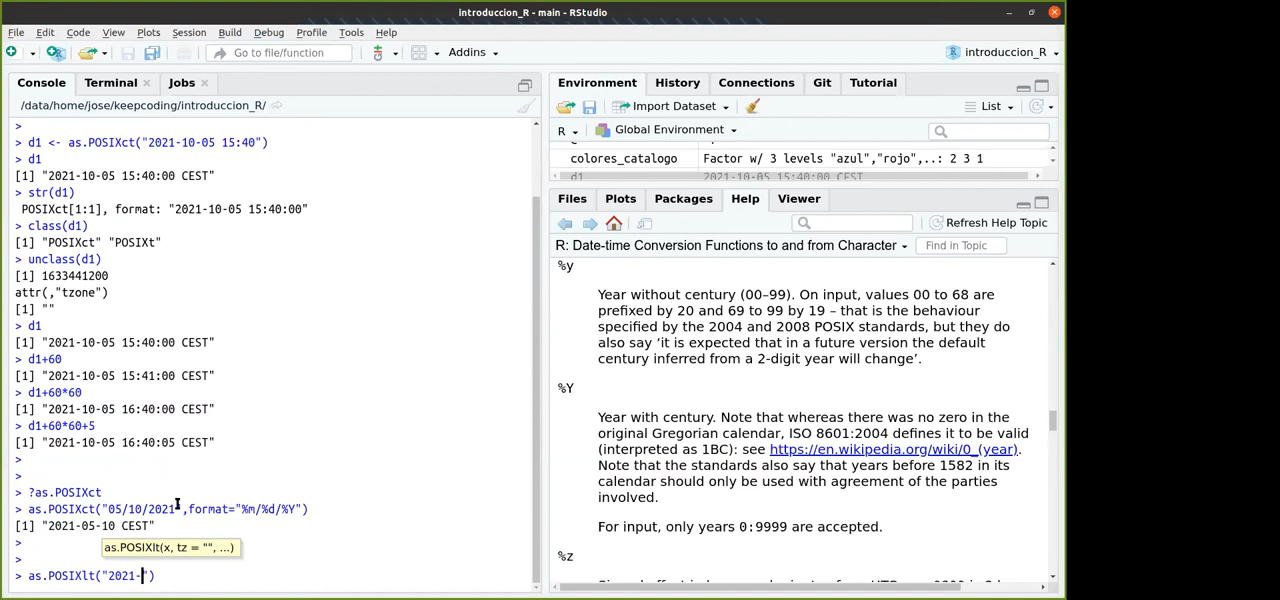 introduccion_R - main - RStudio
File Edit Code View Plots Session Build Debug Profile Tools Help
Go to file/function Addins introduccion_R
Console Terminal Jobs
/data/home/jose/keepcoding/introduccion_R/
>
> d1 <- as.POSIXct("2021-10-05 15:40")
> d1
[1] "2021-10-05 15:40:00 CEST"
> str(d1)
POSIXct[1:1], format: "2021-10-05 15:40:00"
> class(d1)
[1] "POSIXct" "POSIXt"
> unclass(d1)
[1] 1633441200
attr(,"tzone")
[1] ""
> d1
[1] "2021-10-05 15:40:00 CEST"
> d1+60
[1] "2021-10-05 15:41:00 CEST"
> d1+60*60
[1] "2021-10-05 16:40:00 CEST"
> d1+60*60+5
[1] "2021-10-05 16:40:05 CEST"
>
>
> ?as.POSIXct
> as.POSIXct("05/10/2021",format="%m/%d/%Y")
[1] "2021-05-10 CEST"
>
as.POSIXlt(x, tz = "", ...)
>
> as.POSIXlt("2021-")
Environment History Connections Git Tutorial
Import Dataset List
R Global Environment
colores_catalogo Factor w/ 3 levels "azul","rojo",..: 2 3 1
d1 2021-10-05 15:40:00 CEST
Files Plots Packages Help Viewer
Refresh Help Topic
R: Date-time Conversion Functions to and from Character Find in Topic
%y
Year without century (00–99). On input, values 00 to 68 are
prefixed by 20 and 69 to 99 by 19 – that is the behaviour
specified by the 2004 and 2008 POSIX standards, but they do
also say ‘it is expected that in a future version the default
century inferred from a 2-digit year will change’.
%Y
Year with century. Note that whereas there was no zero in the
original Gregorian calendar, ISO 8601:2004 defines it to be valid
(interpreted as 1BC): see https://en.wikipedia.org/wiki/0_(year).
Note that the standards also say that years before 1582 in its
calendar should only be used with agreement of the parties
involved.
For input, only years 0:9999 are accepted.
%z